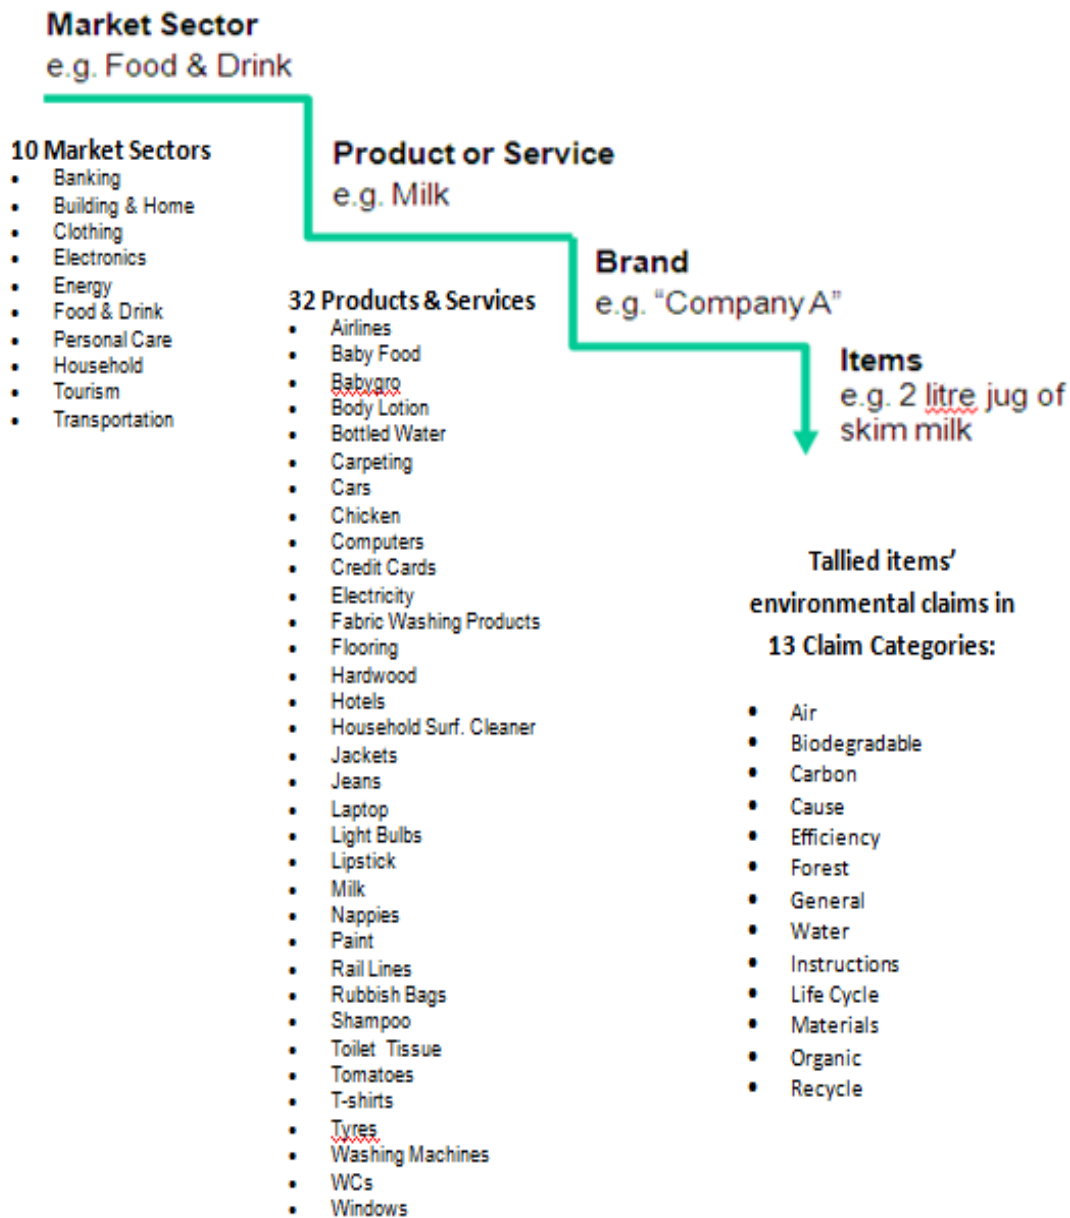 Market Sector
e.g. Food & Drink
10 Market Sectors
• Banking
• Building & Home
• Clothing
• Electronics
• Energy
• Food & Drink
• Personal Care
• Household
• Tourism
• Transportation
Product or Service
e.g. Milk
32 Products & Services
• Airlines
• Baby Food
• Babygro
• Body Lotion
• Bottled Water
• Carpeting
• Cars
• Chicken
• Computers
• Credit Cards
• Electricity
• Fabric Washing Products
• Flooring
• Hardwood
• Hotels
• Household Surf. Cleaner
• Jackets
• Jeans
• Laptop
• Light Bulbs
• Lipstick
• Milk
• Nappies
• Paint
• Rail Lines
• Rubbish Bags
• Shampoo
• Toilet Tissue
• Tomatoes
• T-shirts
• Tyres
• Washing Machines
• WCs
• Windows
Brand
e.g. “Company A”
Items
e.g. 2 litre jug of
skim milk
Tallied items’
environmental claims in
13 Claim Categories:
• Air
• Biodegradable
• Carbon
• Cause
• Efficiency
• Forest
• General
• Water
• Instructions
• Life Cycle
• Materials
• Organic
• Recycle